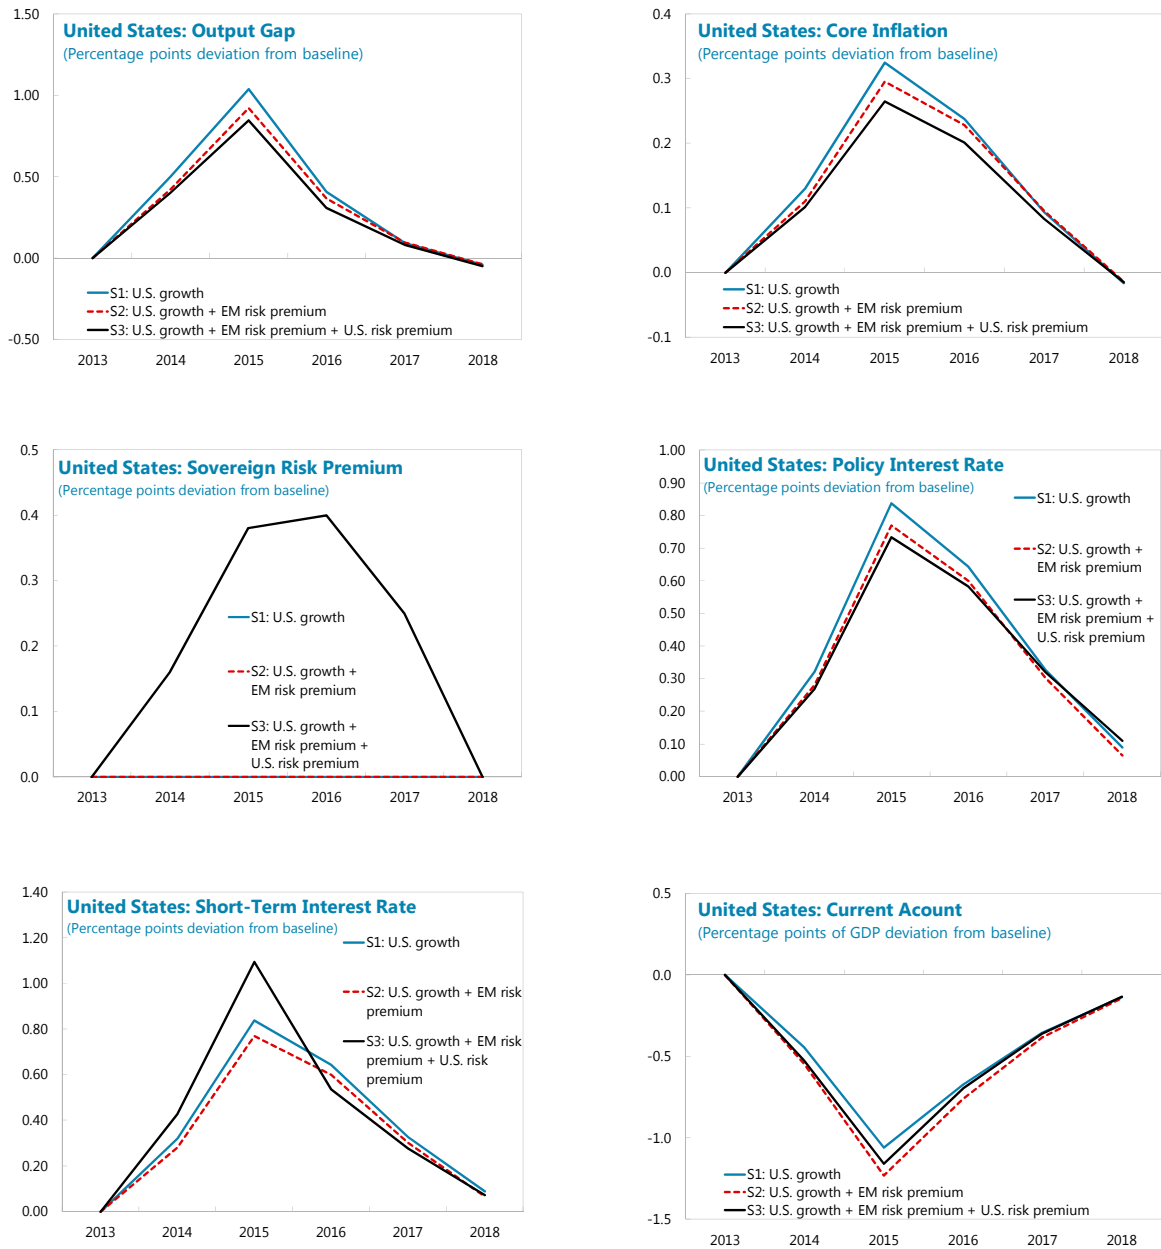 United States: Output Gap
(Percentage points deviation from baseline)
1.50
1.00
0.50
0.00
-0.50
S1: U.S. growth
S2: U.S. growth + EM risk premium
S3: U.S. growth + EM risk premium + U.S. risk premium
2013 2014 2015 2016 2017 2018
United States: Core Inflation
(Percentage points deviation from baseline)
0.4
0.3
0.2
0.1
0.0
-0.1
S1: U.S. growth
S2: U.S. growth + EM risk premium
S3: U.S. growth + EM risk premium + U.S. risk premium
2013 2014 2015 2016 2017 2018
United States: Sovereign Risk Premium
(Percentage points deviation from baseline)
0.5
0.4
0.3
0.2
0.1
0.0
S1: U.S. growth
S2: U.S. growth +
EM risk premium
S3: U.S. growth +
EM risk premium +
U.S. risk premium
2013 2014 2015 2016 2017 2018
United States: Policy Interest Rate
(Percentage points deviation from baseline)
1.00
0.90
0.80
0.70
0.60
0.50
0.40
0.30
0.20
0.10
0.00
S1: U.S. growth
S2: U.S. growth +
EM risk premium
S3: U.S. growth +
EM risk premium +
U.S. risk premium
2013 2014 2015 2016 2017 2018
United States: Short-Term Interest Rate
(Percentage points deviation from baseline)
1.40
1.20
1.00
0.80
0.60
0.40
0.20
0.00
S1: U.S. growth
S2: U.S. growth + EM risk
premium
S3: U.S. growth + EM risk
premium + U.S. risk
premium
2013 2014 2015 2016 2017 2018
United States: Current Acount
(Percentage points of GDP deviation from baseline)
0.5
0.0
-0.5
-1.0
-1.5
S1: U.S. growth
S2: U.S. growth + EM risk premium
S3: U.S. growth + EM risk premium + U.S. risk premium
2013 2014 2015 2016 2017 2018